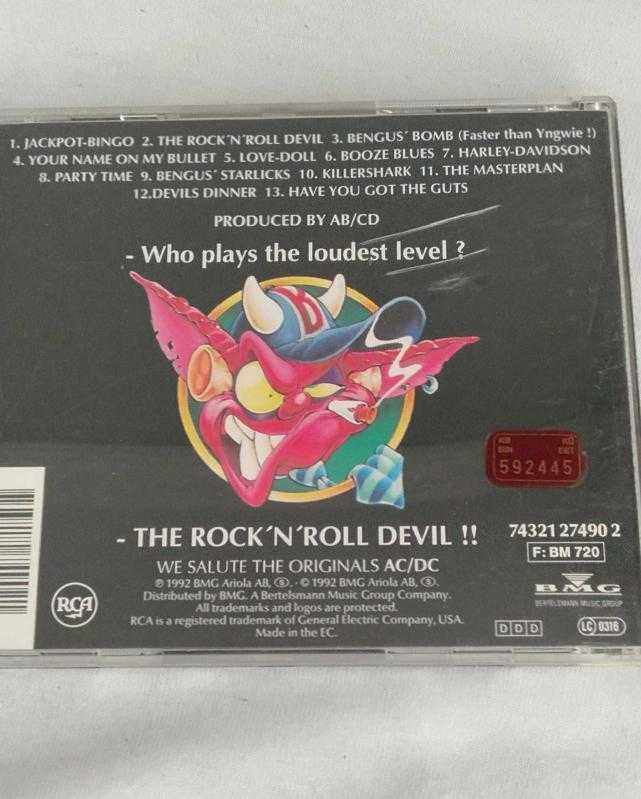 1. JACKPOT-BINGO 2. THE ROCK´N´ROLL DEVIL 3. BENGUS´ BOMB (Faster than Yngwie !)
4. YOUR NAME ON MY BULLET 5. LOVE-DOLL 6. BOOZE BLUES 7. HARLEY-DAVIDSON
8. PARTY TIME 9. BENGUS´ STARLICKS 10. KILLERSHARK 11. THE MASTERPLAN
12.DEVILS DINNER 13. HAVE YOU GOT THE GUTS
PRODUCED BY AB/CD
- Who plays the loudest level ?
592445
- THE ROCK´N´ROLL DEVIL !!
74321 27490 2
F: BM 720
WE SALUTE THE ORIGINALS AC/DC
℗ 1992 BMG Ariola AB, Ⓢ. · © 1992 BMG Ariola AB, Ⓢ.
Distributed by BMG. A Bertelsmann Music Group Company.
All trademarks and logos are protected.
RCA is a registered trademark of General Electric Company, USA.
Made in the EC.
RCA
BMG
BERTELSMANN MUSIC GROUP
D D D
LC 0316